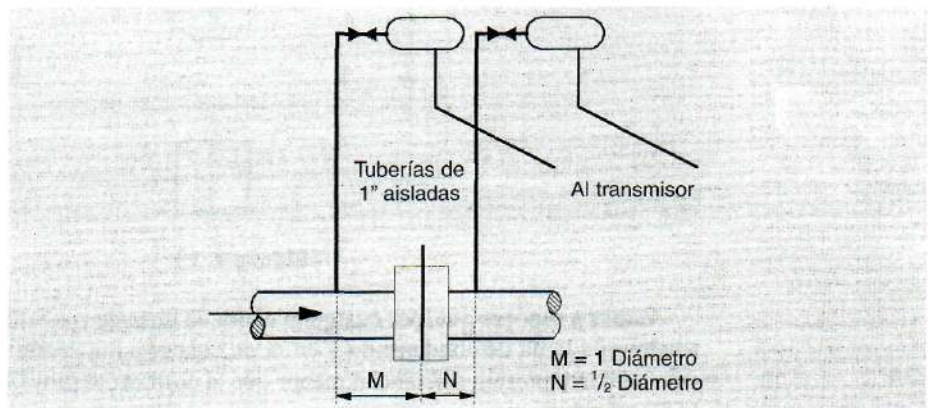 Tuberías de
1" aisladas
Al transmisor
M
N
M = 1 Diámetro
N = 1/2 Diámetro